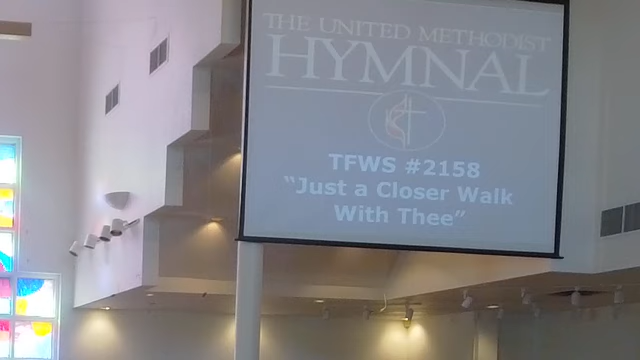 THE UNITED METHODIST
HYMNAL
TFWS #2158
“Just a Closer Walk
With Thee”